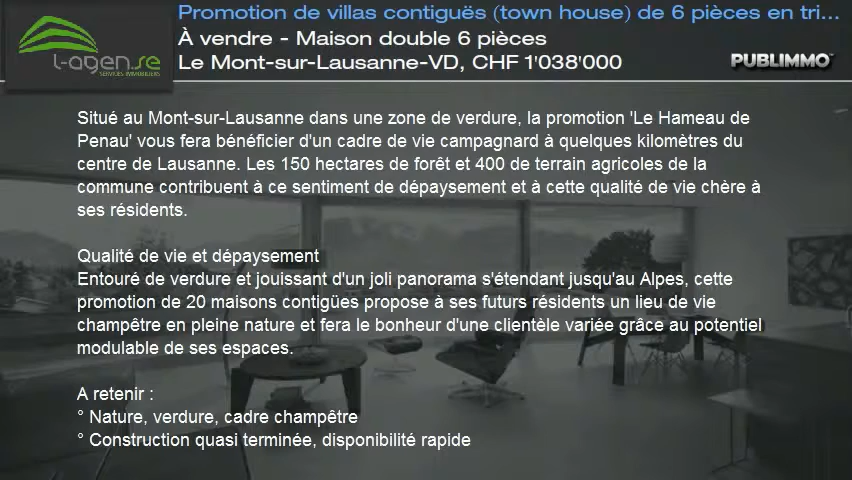 Promotion de villas contiguës (town house) de 6 pièces en tri...
l-agen.se
SERVICES IMMOBILIERS
À vendre - Maison double 6 pièces
Le Mont-sur-Lausanne-VD, CHF 1'038'000
PUBLIMMO
Situé au Mont-sur-Lausanne dans une zone de verdure, la promotion 'Le Hameau de
Penau' vous fera bénéficier d'un cadre de vie campagnard à quelques kilomètres du
centre de Lausanne. Les 150 hectares de forêt et 400 de terrain agricoles de la
commune contribuent à ce sentiment de dépaysement et à cette qualité de vie chère à
ses résidents.
Qualité de vie et dépaysement
Entouré de verdure et jouissant d'un joli panorama s'étendant jusqu'au Alpes, cette
promotion de 20 maisons contigües propose à ses futurs résidents un lieu de vie
champêtre en pleine nature et fera le bonheur d'une clientèle variée grâce au potentiel
modulable de ses espaces.
A retenir :
° Nature, verdure, cadre champêtre
° Construction quasi terminée, disponibilité rapide